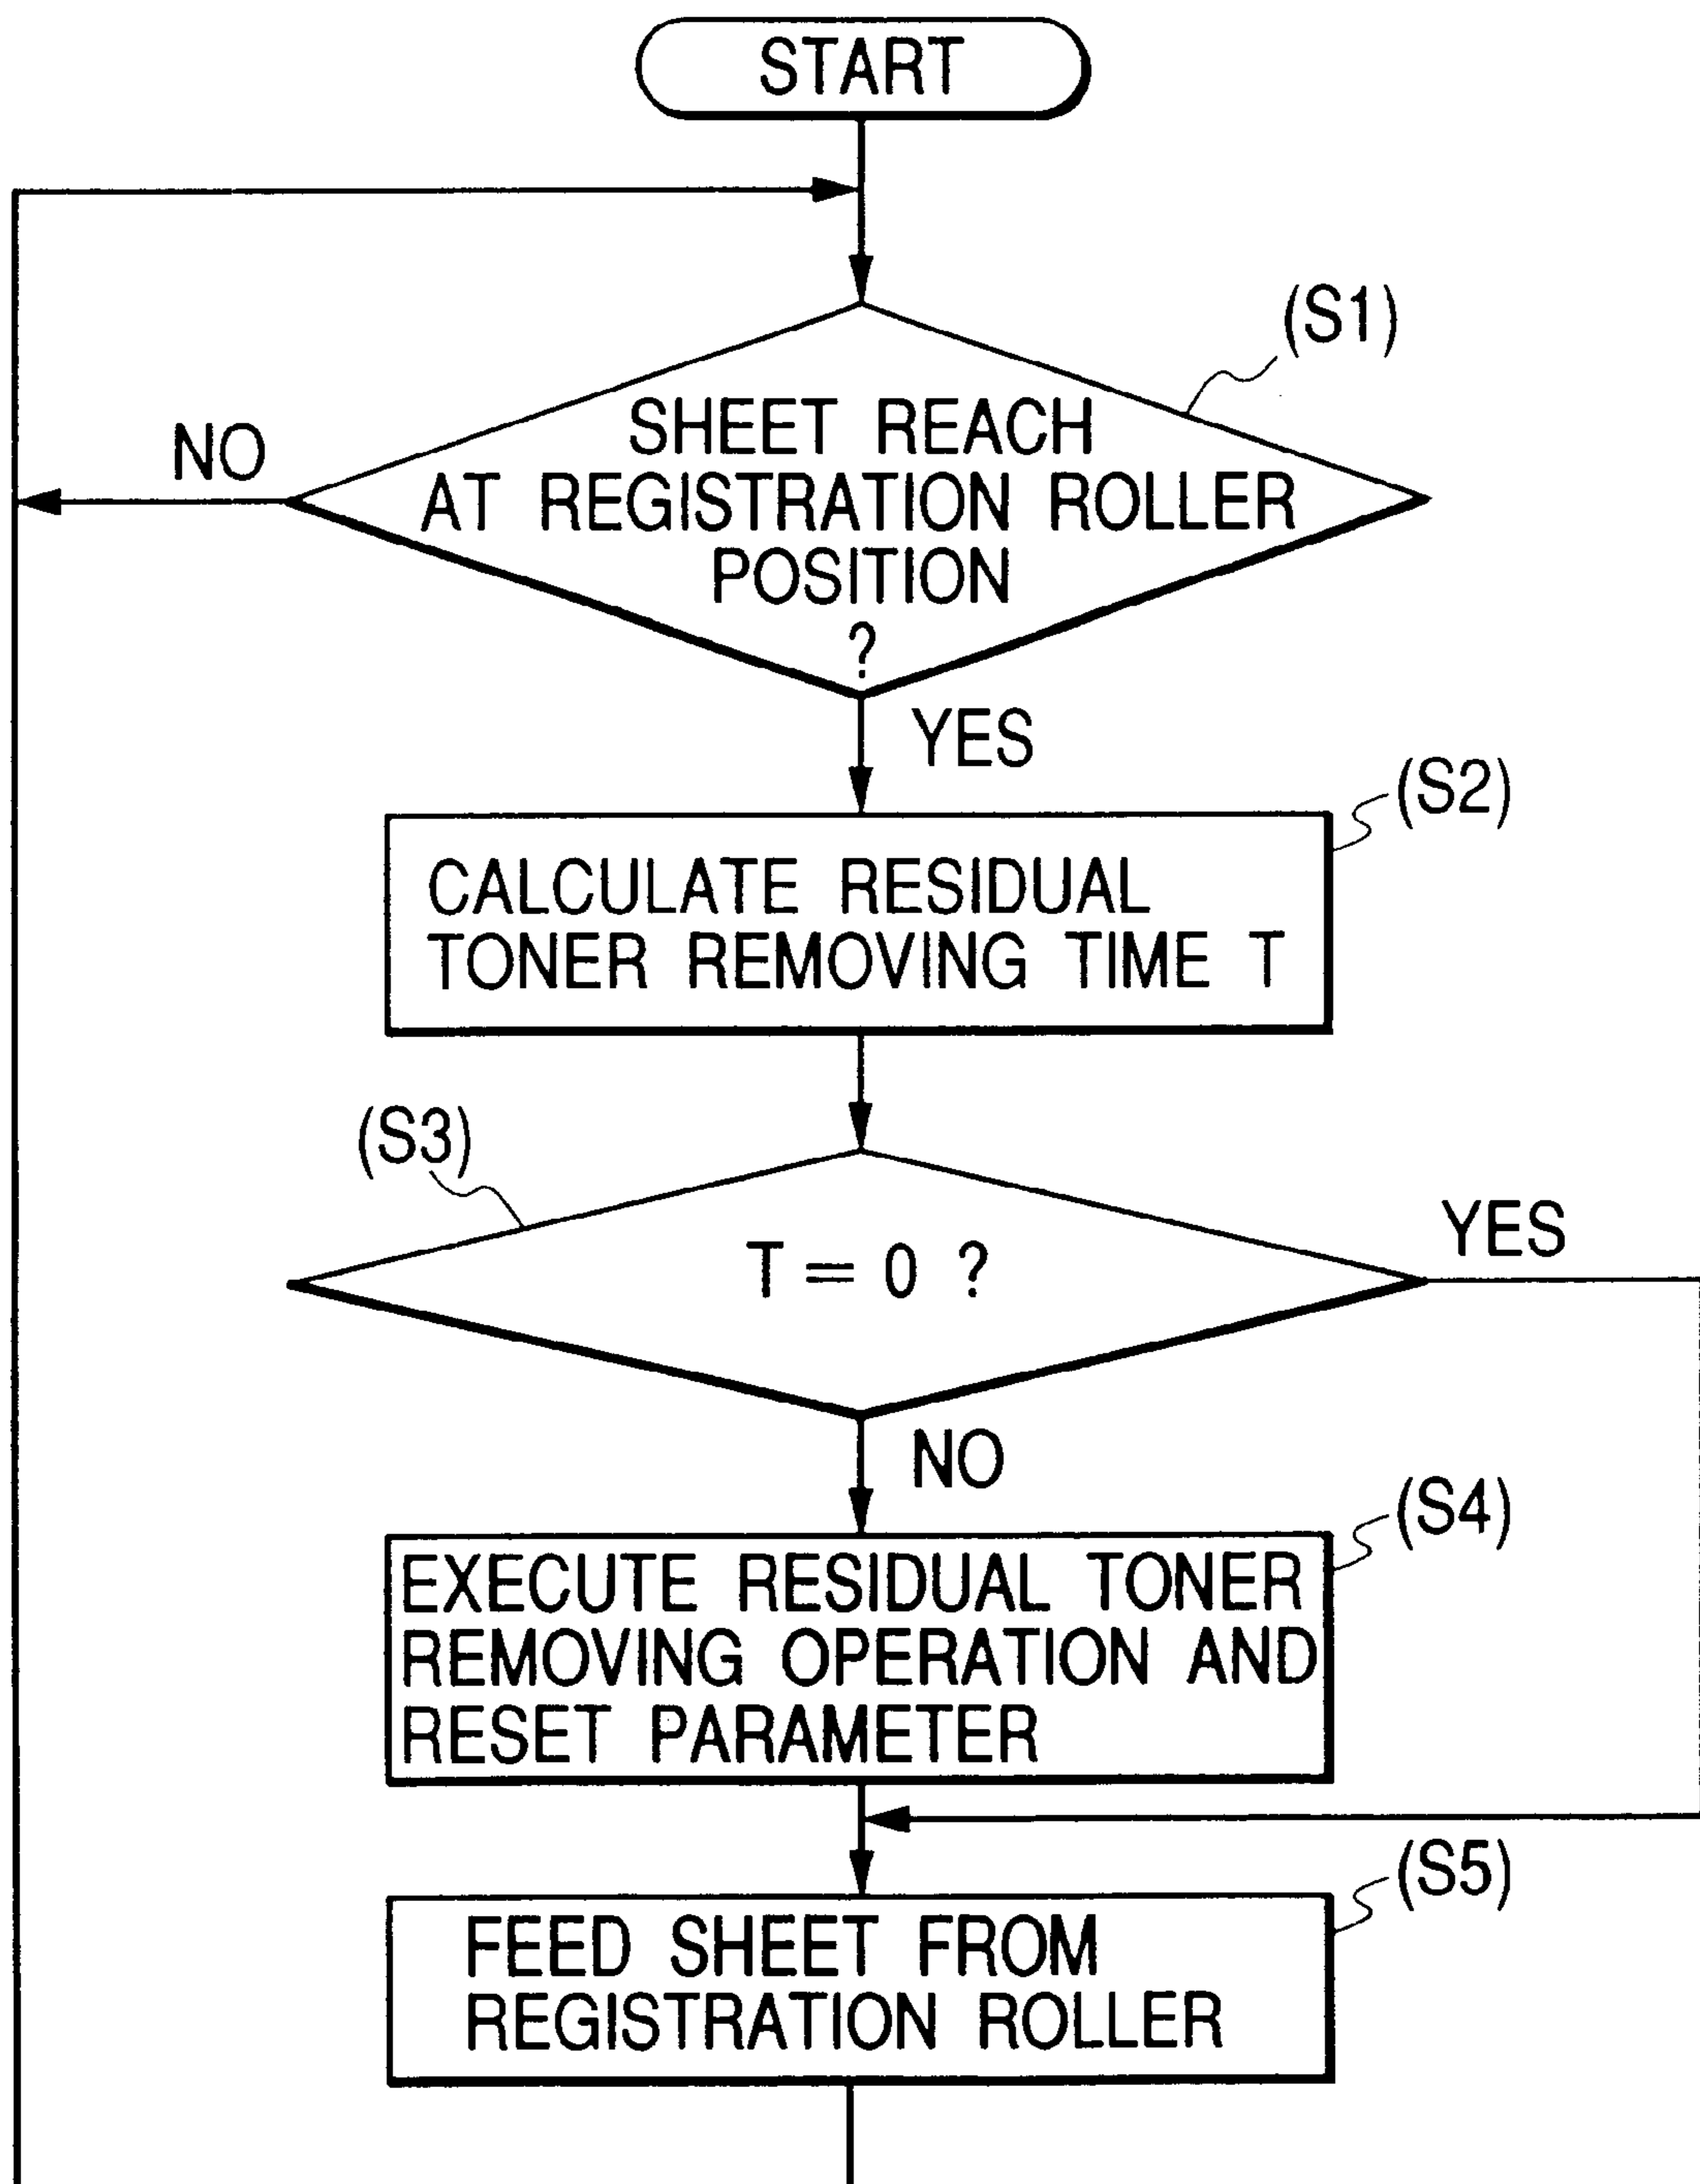 START
(S1)
NO
SHEET REACH
AT REGISTRATION ROLLER
POSITION
?
YES
(S2)
CALCULATE RESIDUAL
TONER REMOVING TIME T
(S3)
YES
T = 0 ?
NO
(S4)
EXECUTE RESIDUAL TONER
REMOVING OPERATION AND
RESET PARAMETER
(S5)
FEED SHEET FROM
REGISTRATION ROLLER